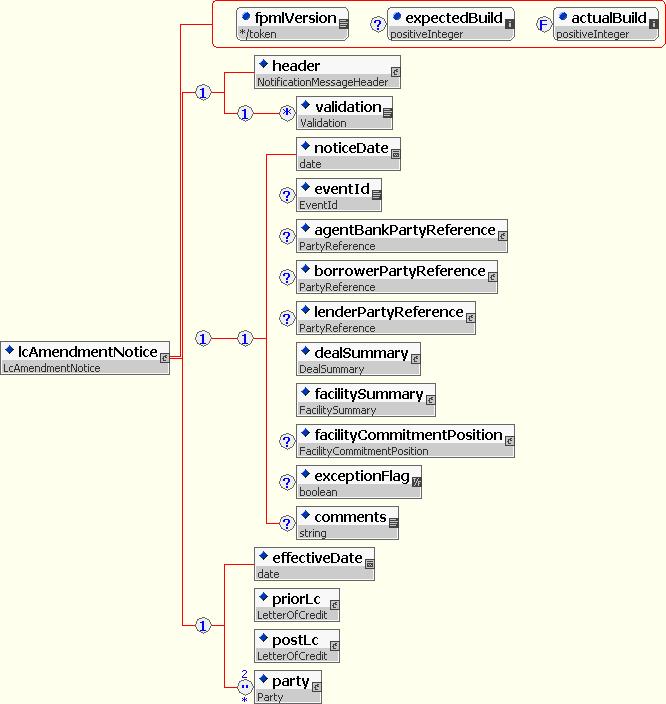 fpmlVersion
*/token
?
expectedBuild
positiveInteger
F
actualBuild
positiveInteger
1
header
NotificationMessageHeader
1
*
validation
Validation
noticeDate
date
?
eventId
EventId
?
agentBankPartyReference
PartyReference
?
borrowerPartyReference
PartyReference
?
lenderPartyReference
PartyReference
1
1
lcAmendmentNotice
LcAmendmentNotice
dealSummary
DealSummary
facilitySummary
FacilitySummary
?
facilityCommitmentPosition
FacilityCommitmentPosition
?
exceptionFlag
boolean
?
comments
string
effectiveDate
date
1
priorLc
LetterOfCredit
postLc
LetterOfCredit
2
..
*
party
Party